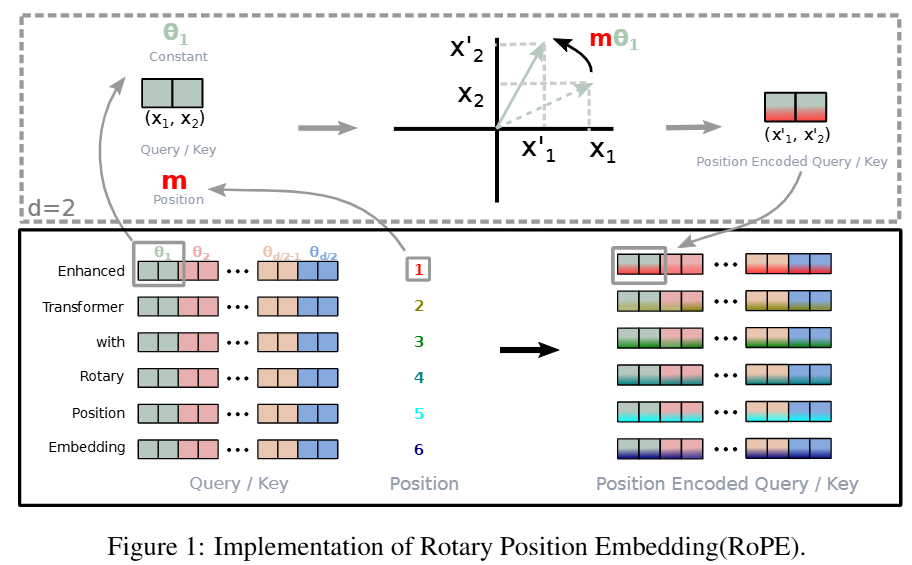 θ1
Constant
(x1, x2)
Query / Key
m
Position
d=2
x'2
x2
x'1
x1
mθ1
(x'1, x'2)
Position Encoded Query / Key
θ1 θ2 θd/2-1 θd/2
Enhanced 1
Transformer 2
with 3
Rotary 4
Position 5
Embedding 6
Query / Key Position Position Encoded Query / Key
Figure 1: Implementation of Rotary Position Embedding(RoPE).